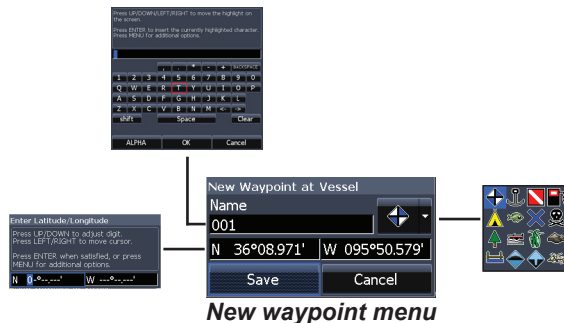 Press UP/DOWN/LEFT/RIGHT to move the highlight on
the screen.
Press ENTER to insert the currently highlighted character.
Press MENU for additional options.
, . * - + BACKSPACE
1 2 3 4 5 6 7 8 9 0
Q W E R T Y U I O P
A S D F G H J K L
Z X C V B N M <- ->
shift Space Clear
ALPHA OK Cancel
New Waypoint at Vessel
Name
001
N 36°08.971' W 095°50.579'
Save Cancel
Enter Latitude/Longitude
Press UP/DOWN to adjust digit.
Press LEFT/RIGHT to move cursor.
Press ENTER when satisfied, or press
MENU for additional options.
N 0-°--.---' W ---°--.---'
New waypoint menu